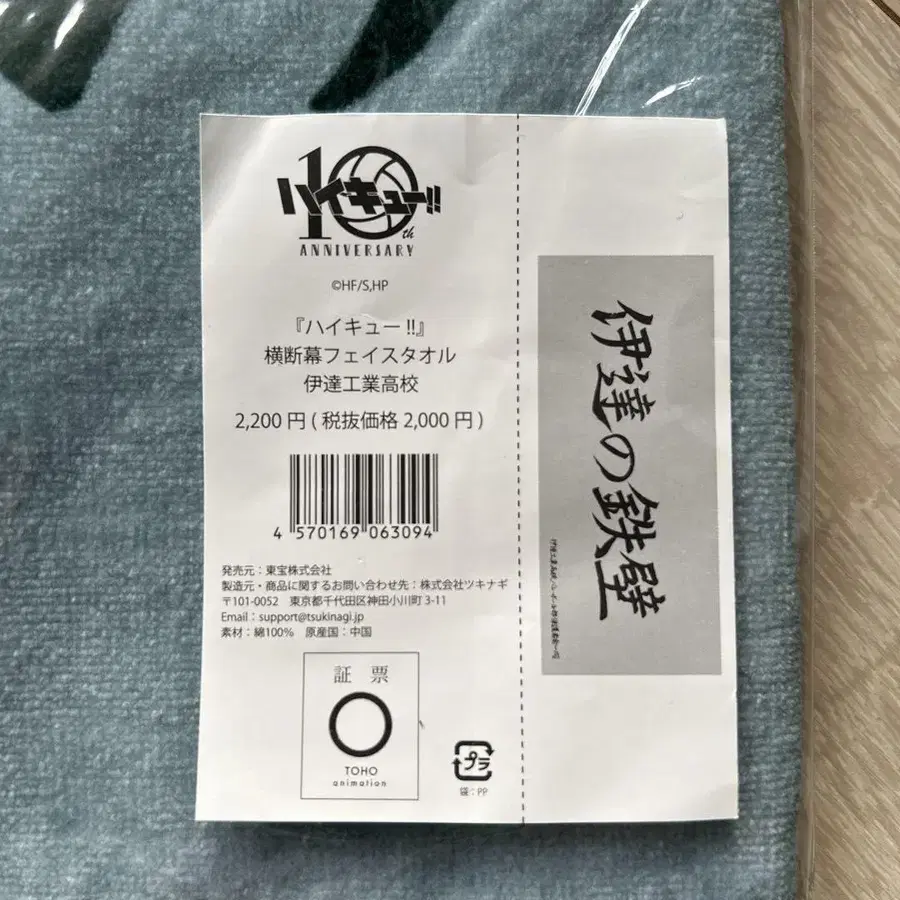 ハイキュー
10th
ANNIVERSARY
©HF/S,HP
『ハイキュー!!』
横断幕フェイスタオル
伊達工業高校
2,200円(税抜価格2,000円)
4 570169 063094
発売元：東宝株式会社
製造元・商品に関するお問い合わせ先：株式会社ツキナギ
〒101-0052 東京都千代田区神田小川町3-11
Email：support@tsukinagi.jp
素材：綿100% 原産国：中国
証票
TOHO
animation
プラ
袋：PP
伊達の鉄壁